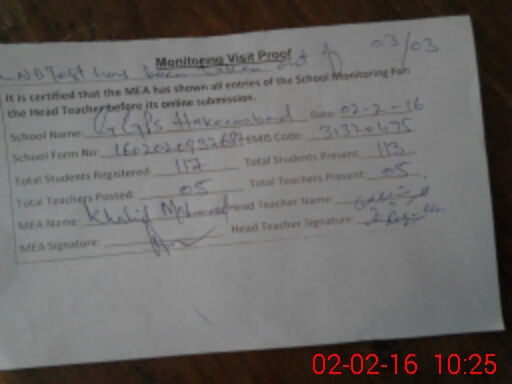 Monitoring Visit Proof
LND Test has been taken out of 03/03
It is certified that the MEA has shown all entries of the School Monitoring Form
the Head Teacher before its online submission.
School Name: GGPS Hakeemabad Date: 02-2-16
School Form No: EMIS Code: 31320475
Total Students Registered: 117 Total Students Present: 113
Total Teachers Posted: 05 Total Teachers Present: 05
MEA Name: Khalid Mehmood Head Teacher Name:
MEA Signature: Head Teacher Signature:
02-02-16 10:25